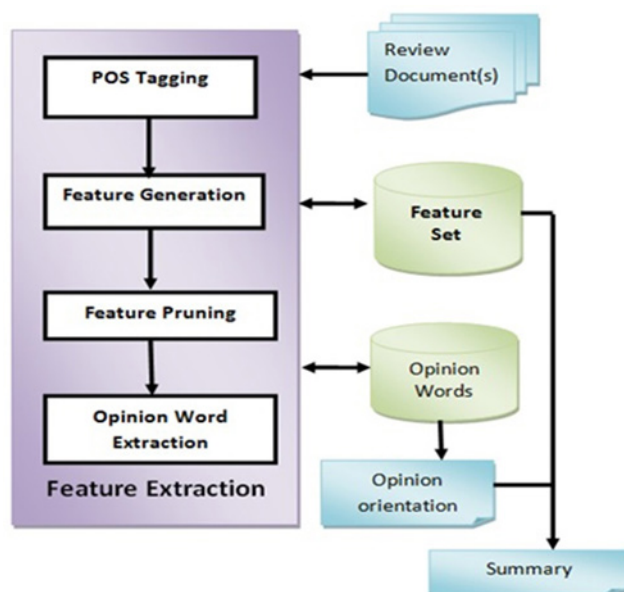 POS Tagging
Review
Document(s)
Feature Generation
Feature
Set
Feature Pruning
Opinion
Words
Opinion Word
Extraction
Feature Extraction
Opinion
orientation
Summary